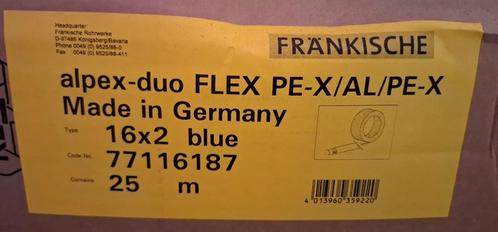 Headquarter:
Fränkische Rohrwerke
D-97486 Königsberg/Bavaria
Phone 0049 (0) 9525/88-0
Fax 0049 (0) 9525/88-411
FRÄNKISCHE
alpex-duo FLEX PE-X/AL/PE-X
Made in Germany
Type 16x2 blue
Code No. 77116187
Contains 25 m
4 013960 359220